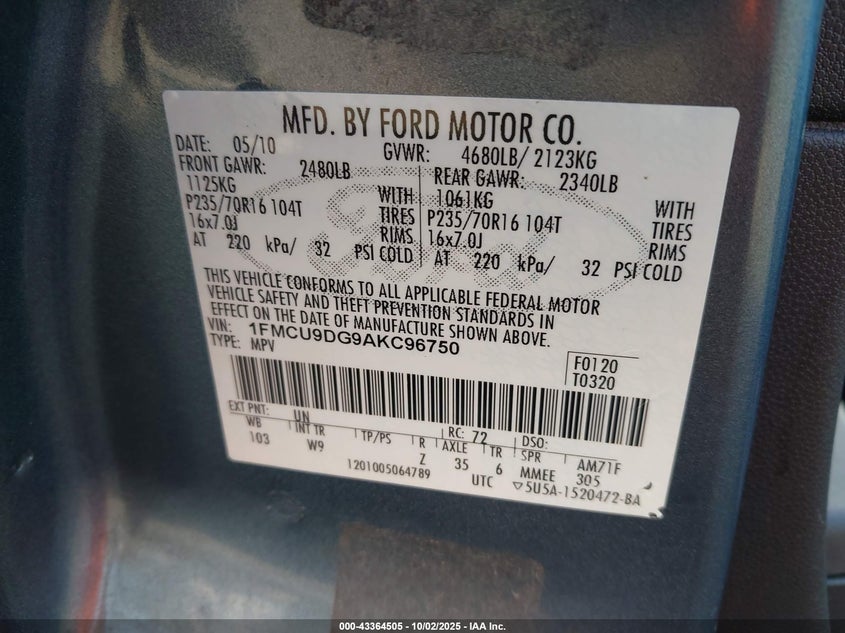 MFD. BY FORD MOTOR CO.
DATE: 05/10 GVWR: 4680LB/ 2123KG
FRONT GAWR: 2480LB REAR GAWR: 2340LB
1125KG WITH 1061KG WITH
P235/70R16 104T TIRES P235/70R16 104T TIRES
16x7.0J RIMS 16x7.0J RIMS
AT 220 kPa/ 32 PSI COLD AT 220 kPa/ 32 PSI COLD
Ford
THIS VEHICLE CONFORMS TO ALL APPLICABLE FEDERAL MOTOR
VEHICLE SAFETY AND THEFT PREVENTION STANDARDS IN
EFFECT ON THE DATE OF MANUFACTURE SHOWN ABOVE.
VIN: 1FMCU9DG9AKC96750
TYPE: MPV
F0120
T0320
EXT PNT: UN RC: 72 DSO:
WB INT TR TP/PS R AXLE TR SPR AM71F
103 W9 Z 35 6 MMEE 305
1201005064789 UTC ▽5U5A-1520472-BA
000-43364505 - 10/02/2025 - IAA Inc.